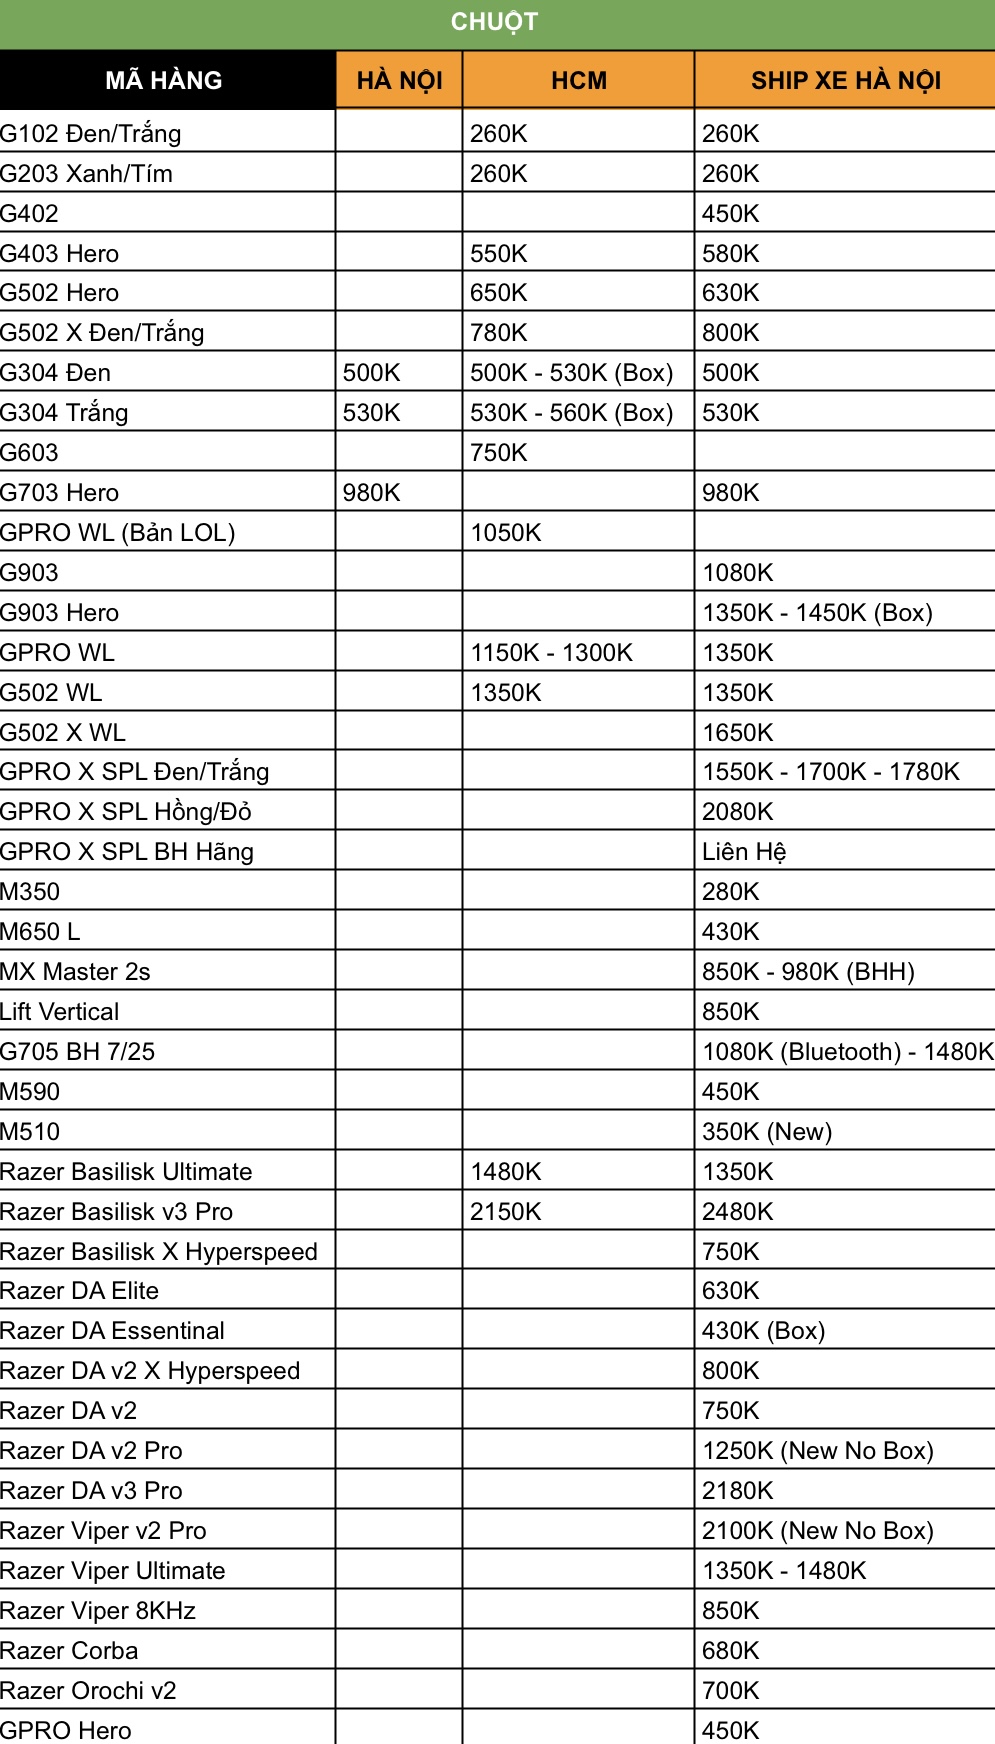 CHUỘT
MÃ HÀNG HÀ NỘI HCM SHIP XE HÀ NỘI
G102 Đen/Trắng 260K 260K
G203 Xanh/Tím 260K 260K
G402 450K
G403 Hero 550K 580K
G502 Hero 650K 630K
G502 X Đen/Trắng 780K 800K
G304 Đen 500K 500K - 530K (Box) 500K
G304 Trắng 530K 530K - 560K (Box) 530K
G603 750K
G703 Hero 980K 980K
GPRO WL (Bản LOL) 1050K
G903 1080K
G903 Hero 1350K - 1450K (Box)
GPRO WL 1150K - 1300K 1350K
G502 WL 1350K 1350K
G502 X WL 1650K
GPRO X SPL Đen/Trắng 1550K - 1700K - 1780K
GPRO X SPL Hồng/Đỏ 2080K
GPRO X SPL BH Hãng Liên Hệ
M350 280K
M650 L 430K
MX Master 2s 850K - 980K (BHH)
Lift Vertical 850K
G705 BH 7/25 1080K (Bluetooth) - 1480K
M590 450K
M510 350K (New)
Razer Basilisk Ultimate 1480K 1350K
Razer Basilisk v3 Pro 2150K 2480K
Razer Basilisk X Hyperspeed 750K
Razer DA Elite 630K
Razer DA Essentinal 430K (Box)
Razer DA v2 X Hyperspeed 800K
Razer DA v2 750K
Razer DA v2 Pro 1250K (New No Box)
Razer DA v3 Pro 2180K
Razer Viper v2 Pro 2100K (New No Box)
Razer Viper Ultimate 1350K - 1480K
Razer Viper 8KHz 850K
Razer Corba 680K
Razer Orochi v2 700K
GPRO Hero 450K